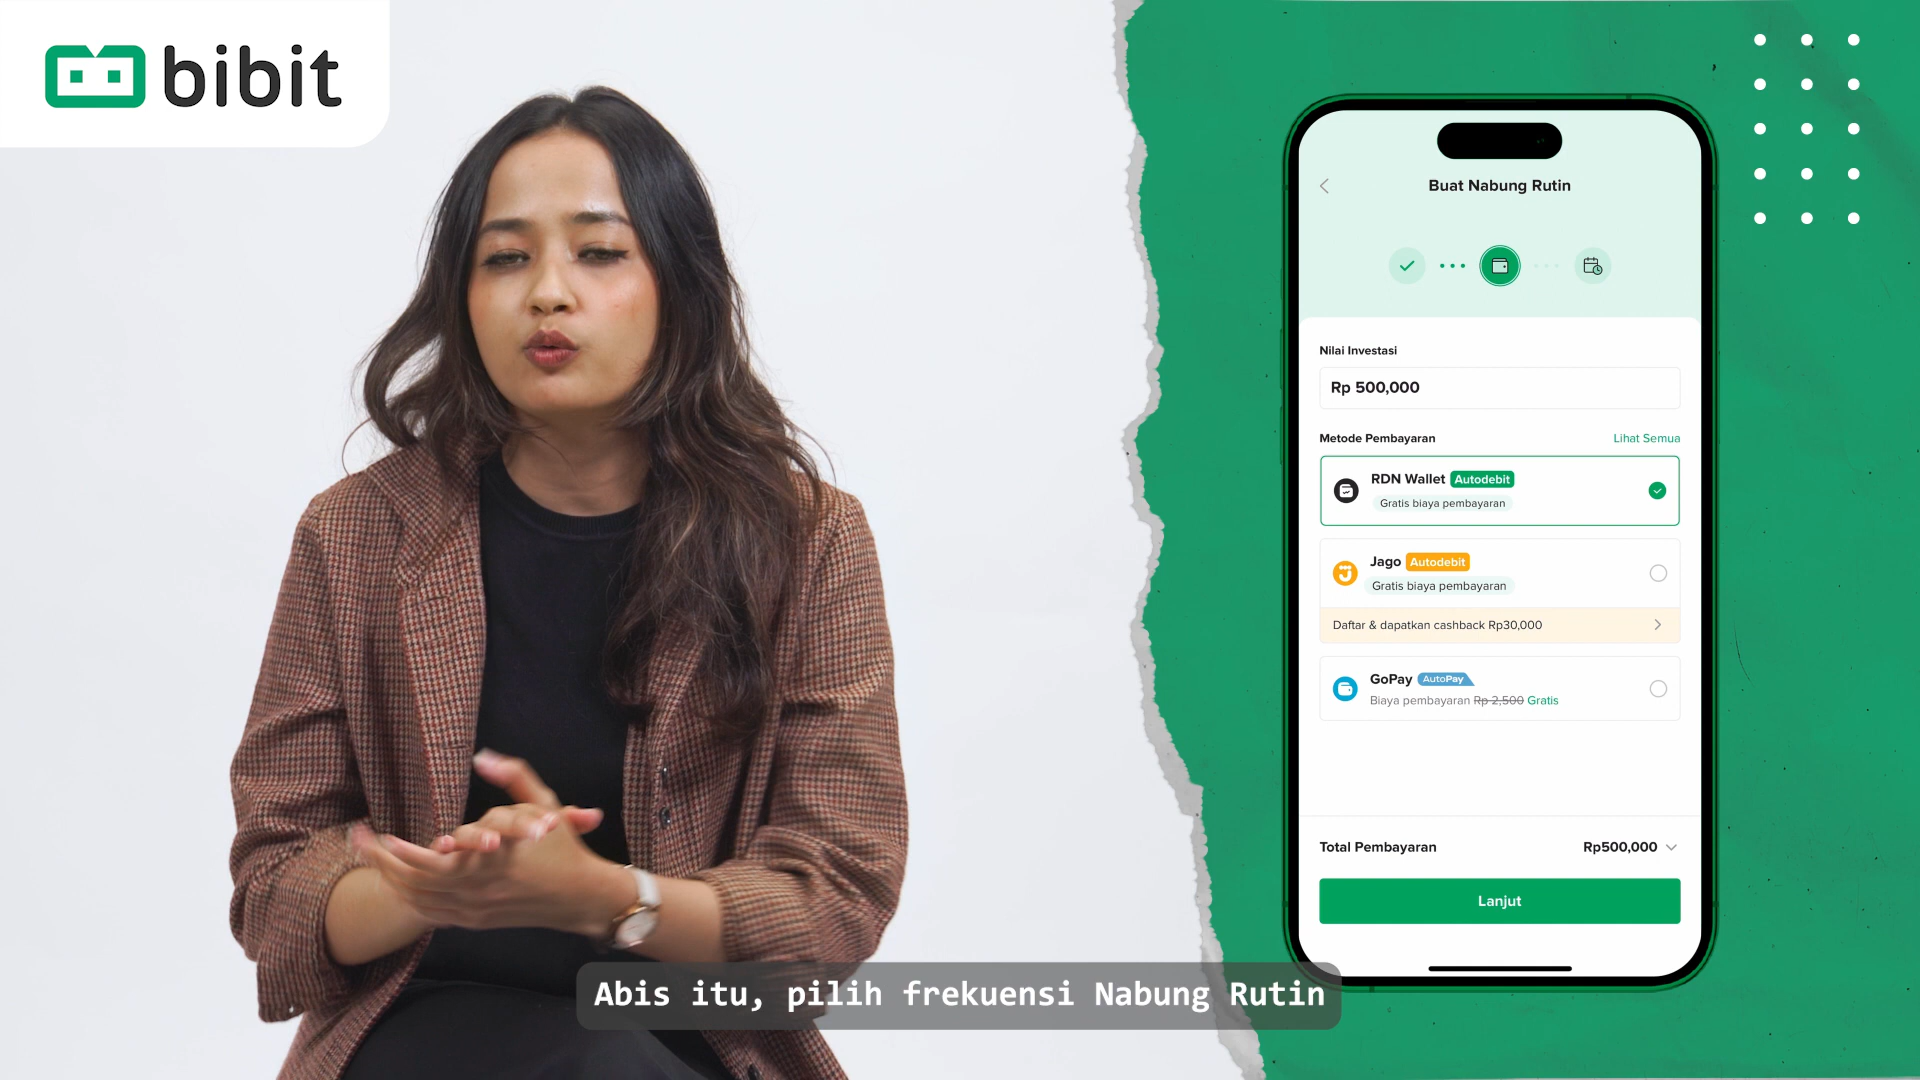 bibit
Buat Nabung Rutin
Nilai Investasi
Rp 500,000
Metode Pembayaran
Lihat Semua
RDN Wallet Autodebit
Gratis biaya pembayaran
Jago Autodebit
Gratis biaya pembayaran
Daftar & dapatkan cashback Rp30,000
GoPay AutoPay
Biaya pembayaran Rp 2,500 Gratis
Total Pembayaran
Rp500,000
Lanjut
Abis itu, pilih frekuensi Nabung Rutin